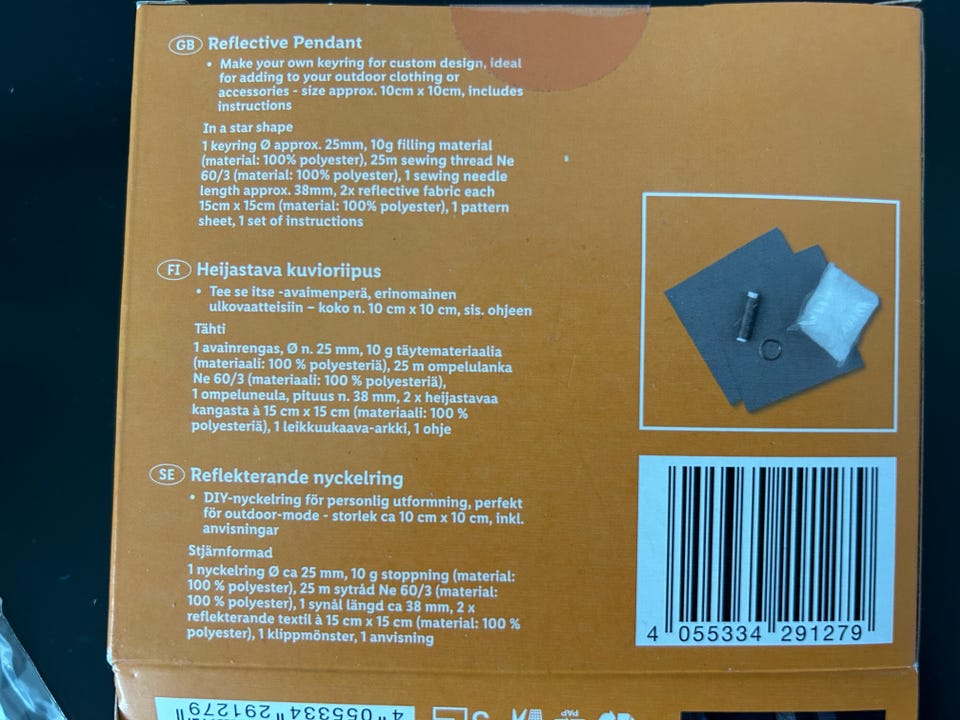 GB Reflective Pendant
• Make your own keyring for custom design, ideal
for adding to your outdoor clothing or
accessories - size approx. 10cm x 10cm, includes
instructions
In a star shape
1 keyring Ø approx. 25mm, 10g filling material
(material: 100% polyester), 25m sewing thread Ne
60/3 (material: 100% polyester), 1 sewing needle
length approx. 38mm, 2x reflective fabric each
15cm x 15cm (material: 100% polyester), 1 pattern
sheet, 1 set of instructions
FI Heijastava kuvioriipus
• Tee se itse -avaimenperä, erinomainen
ulkovaatteisiin – koko n. 10 cm x 10 cm, sis. ohjeen
Tähti
1 avainrengas, Ø n. 25 mm, 10 g täytemateriaalia
(materiaali: 100 % polyesteriä), 25 m ompelulanka
Ne 60/3 (materiaali: 100 % polyesteriä),
1 ompeluneula, pituus n. 38 mm, 2 x heijastavaa
kangasta à 15 cm x 15 cm (materiaali: 100 %
polyesteriä), 1 leikkuukaava-arkki, 1 ohje
SE Reflekterande nyckelring
• DIY-nyckelring för personlig utformning, perfekt
för outdoor-mode - storlek ca 10 cm x 10 cm, inkl.
anvisningar
Stjärnformad
1 nyckelring Ø ca 25 mm, 10 g stoppning (material:
100 % polyester), 25 m sytråd Ne 60/3 (material:
100 % polyester), 1 synål längd ca 38 mm, 2 x
reflekterande textil à 15 cm x 15 cm (material: 100 %
polyester), 1 klippmönster, 1 anvisning
4 055334 291279
4 055334 291279
PAP